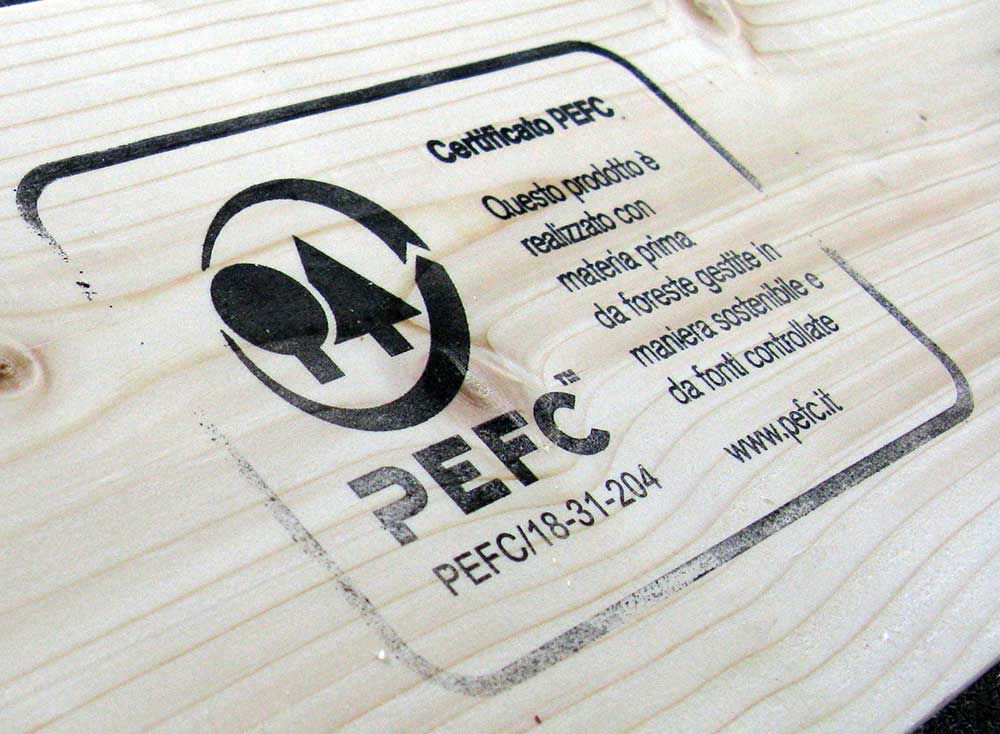 Certificato PEFC
Questo prodotto è
realizzato con
materia prima
da foreste gestite in
maniera sostenibile e
da fonti controllate
www.pefc.it
PEFC™
PEFC/18-31-204